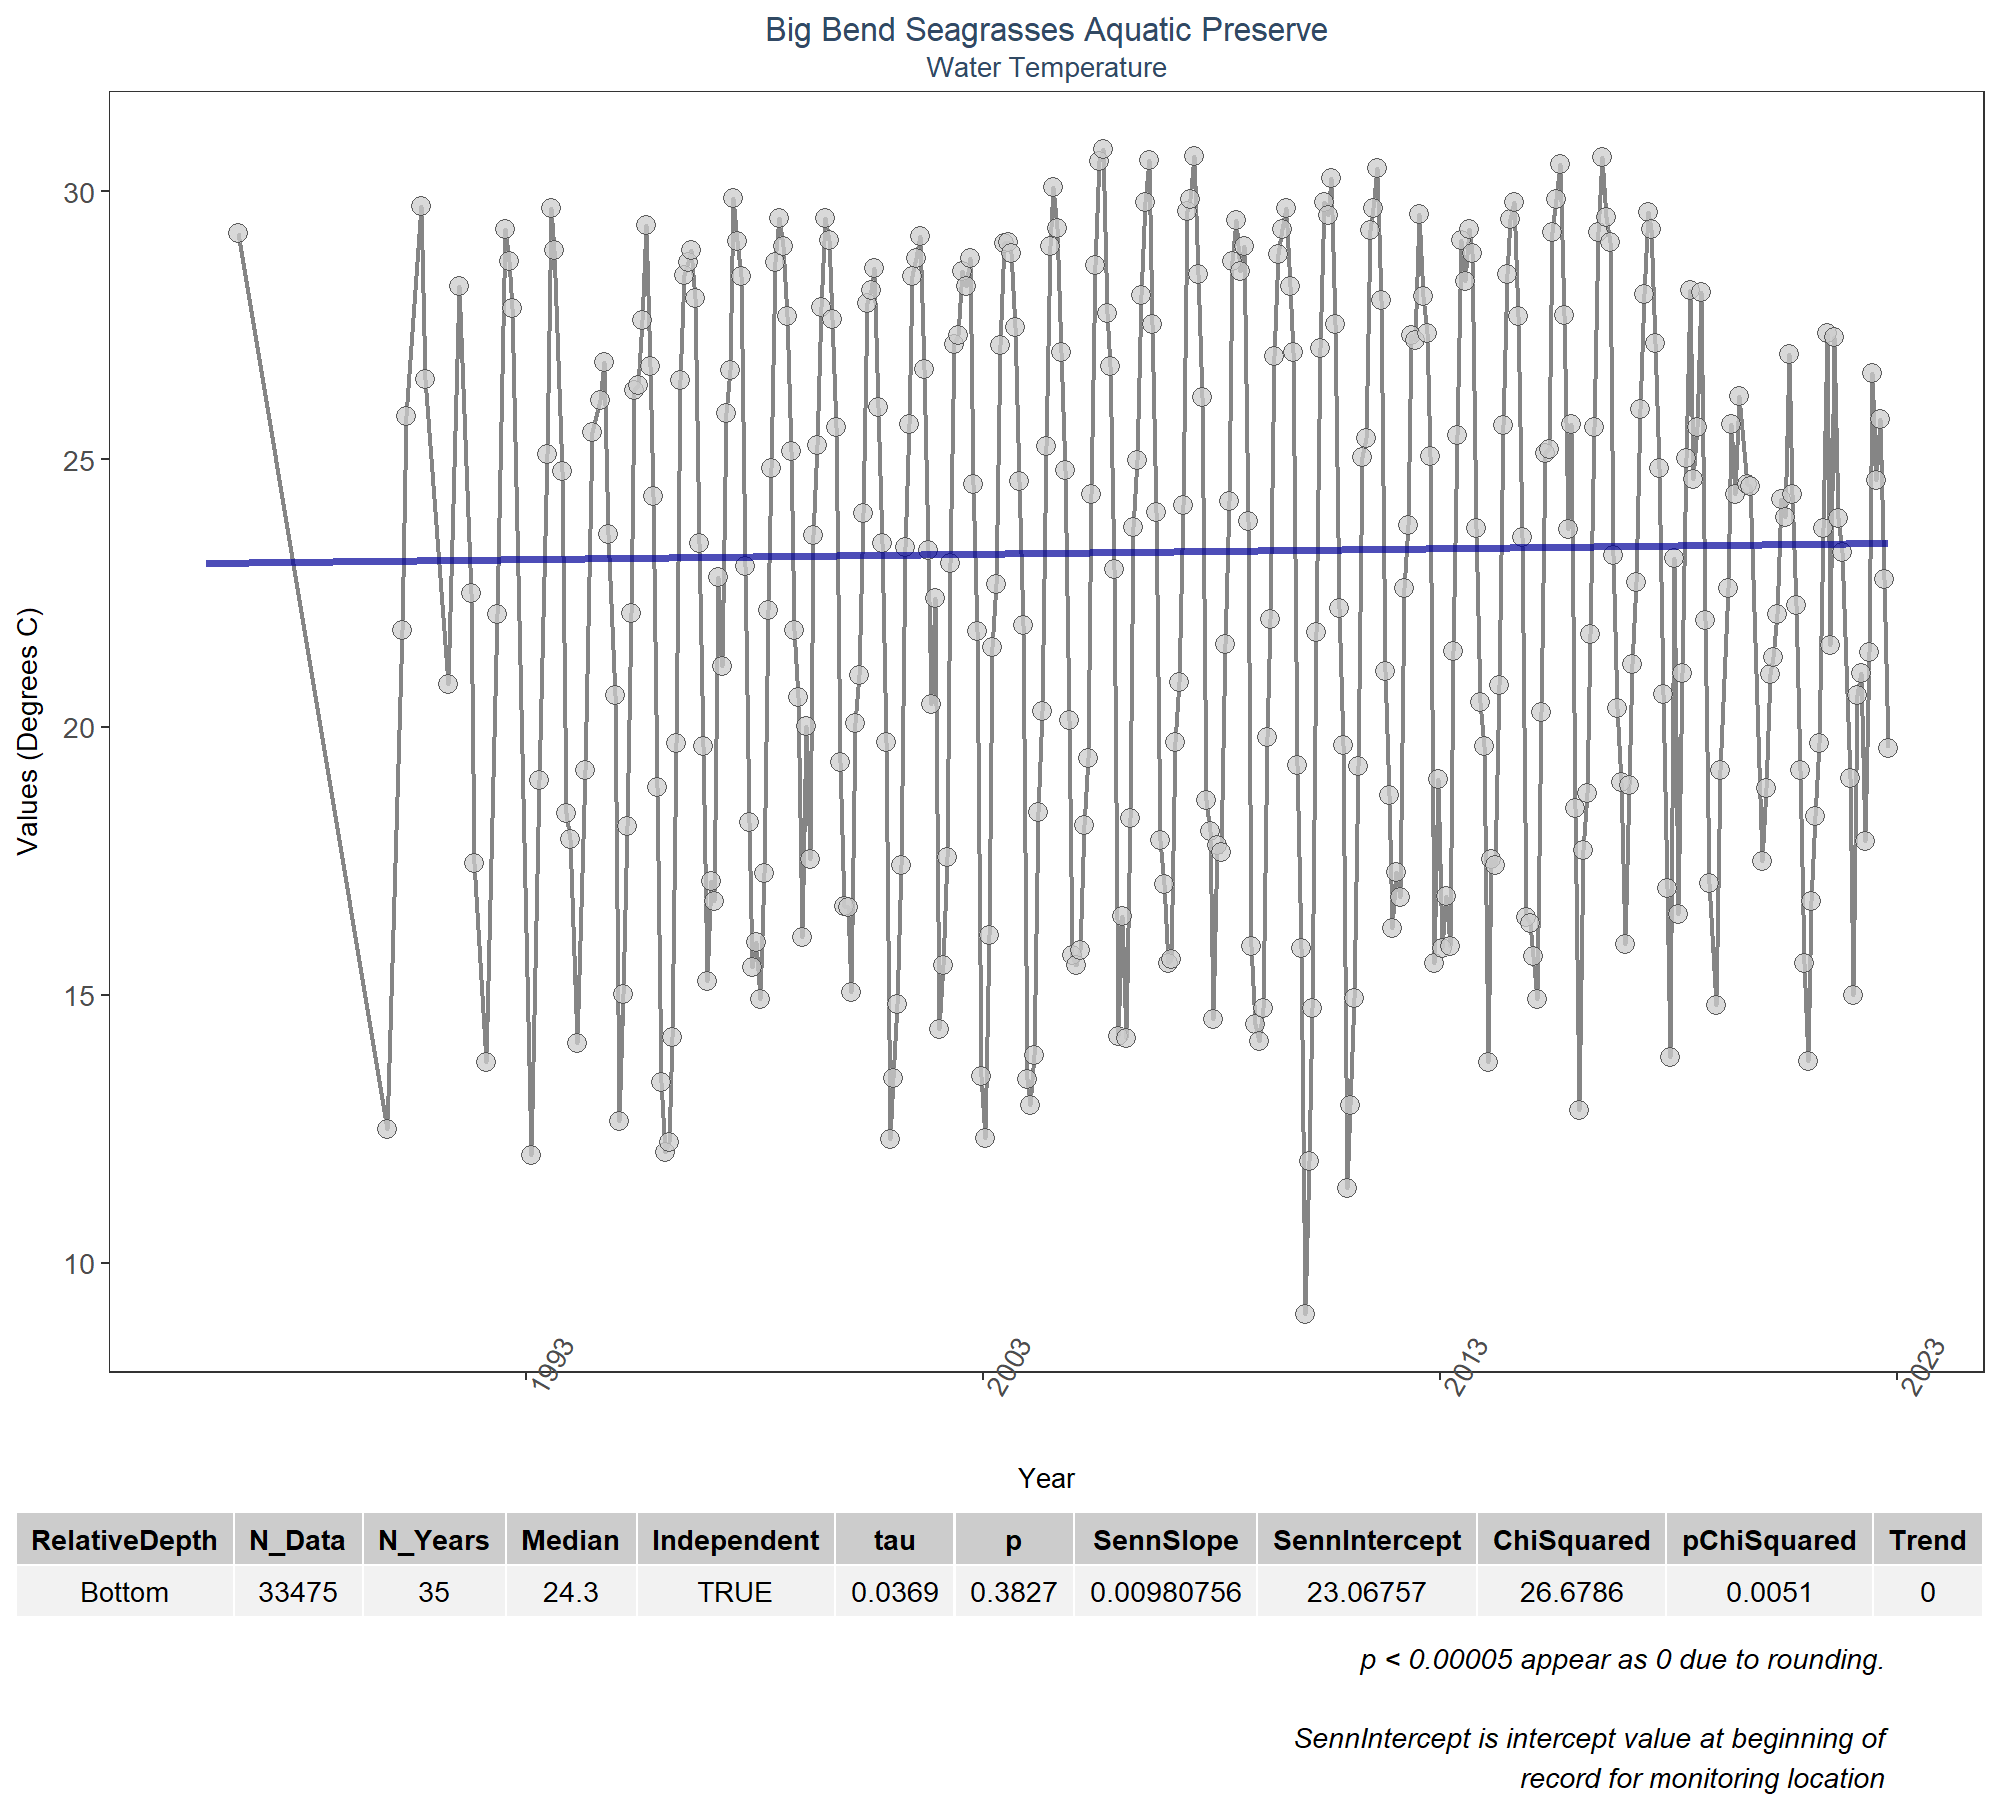 Big Bend Seagrasses Aquatic Preserve
Water Temperature
Values (Degrees C)
30
25
20
15
10
1993
2003
2013
2023
Year
RelativeDepth N_Data N_Years Median Independent tau p SennSlope SennIntercept ChiSquared pChiSquared Trend
Bottom 33475 35 24.3 TRUE 0.0369 0.3827 0.00980756 23.06757 26.6786 0.0051 0
p < 0.00005 appear as 0 due to rounding.
SennIntercept is intercept value at beginning of
record for monitoring location